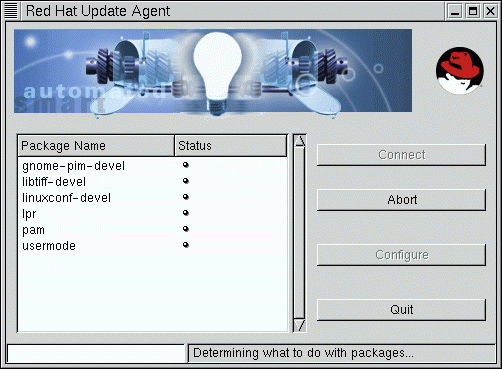 Red Hat Update Agent
automated
smart
Package Name Status
gnome-pim-devel
libtiff-devel
linuxconf-devel
lpr
pam
usermode
Connect
Abort
Configure
Quit
Determining what to do with packages...